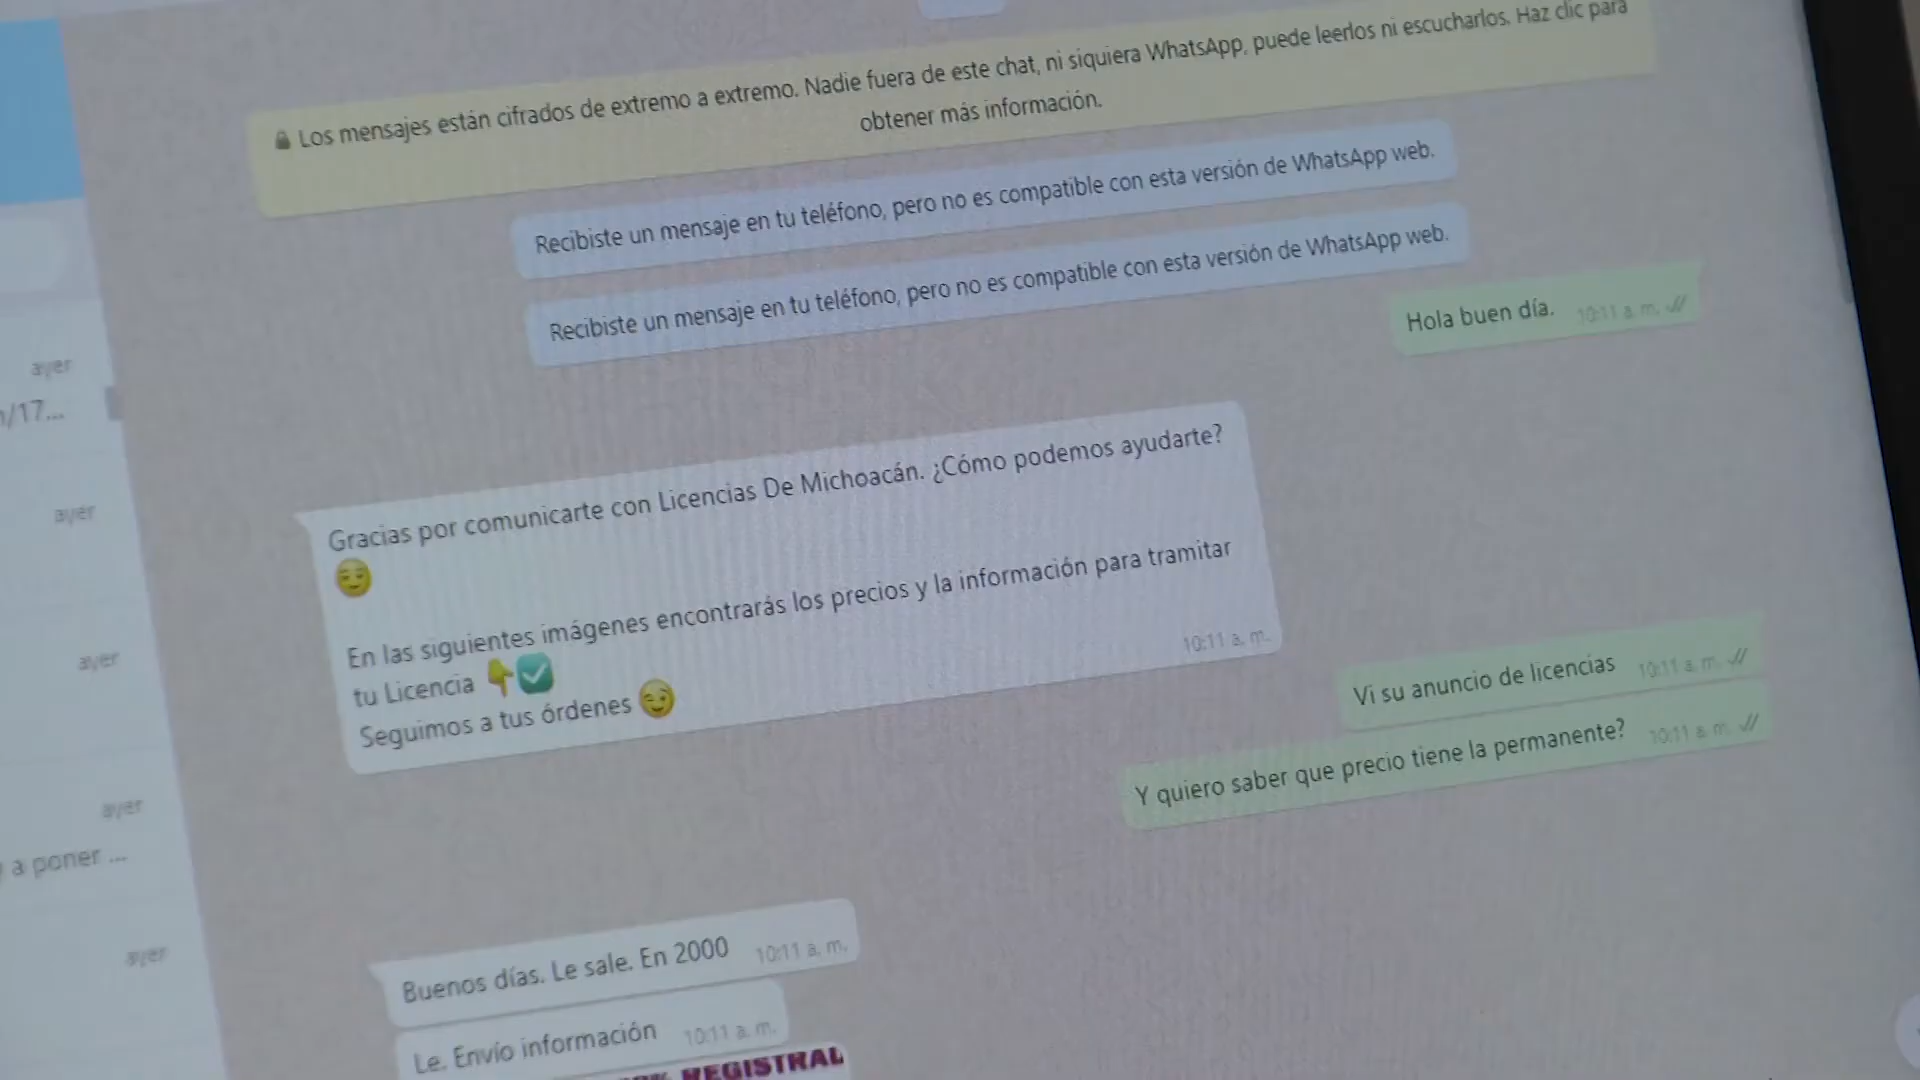 Los mensajes están cifrados de extremo a extremo. Nadie fuera de este chat, ni siquiera WhatsApp, puede leerlos ni escucharlos. Haz clic para
obtener más información.
Recibiste un mensaje en tu teléfono, pero no es compatible con esta versión de WhatsApp web.
Recibiste un mensaje en tu teléfono, pero no es compatible con esta versión de WhatsApp web.
Hola buen día. 10:11 a. m.
ayer
/17...
ayer
Gracias por comunicarte con Licencias De Michoacán. ¿Cómo podemos ayudarte?
😏
En las siguientes imágenes encontrarás los precios y la información para tramitar
tu Licencia 👇✅
Seguimos a tus órdenes 😉
10:11 a. m.
ayer
Vi su anuncio de licencias 10:11 a. m.
Y quiero saber que precio tiene la permanente? 10:11 a. m.
ayer
a poner ...
ayer
Buenos días. Le sale. En 2000 10:11 a. m.
Le. Envío información 10:11 a. m.
REGISTRAL